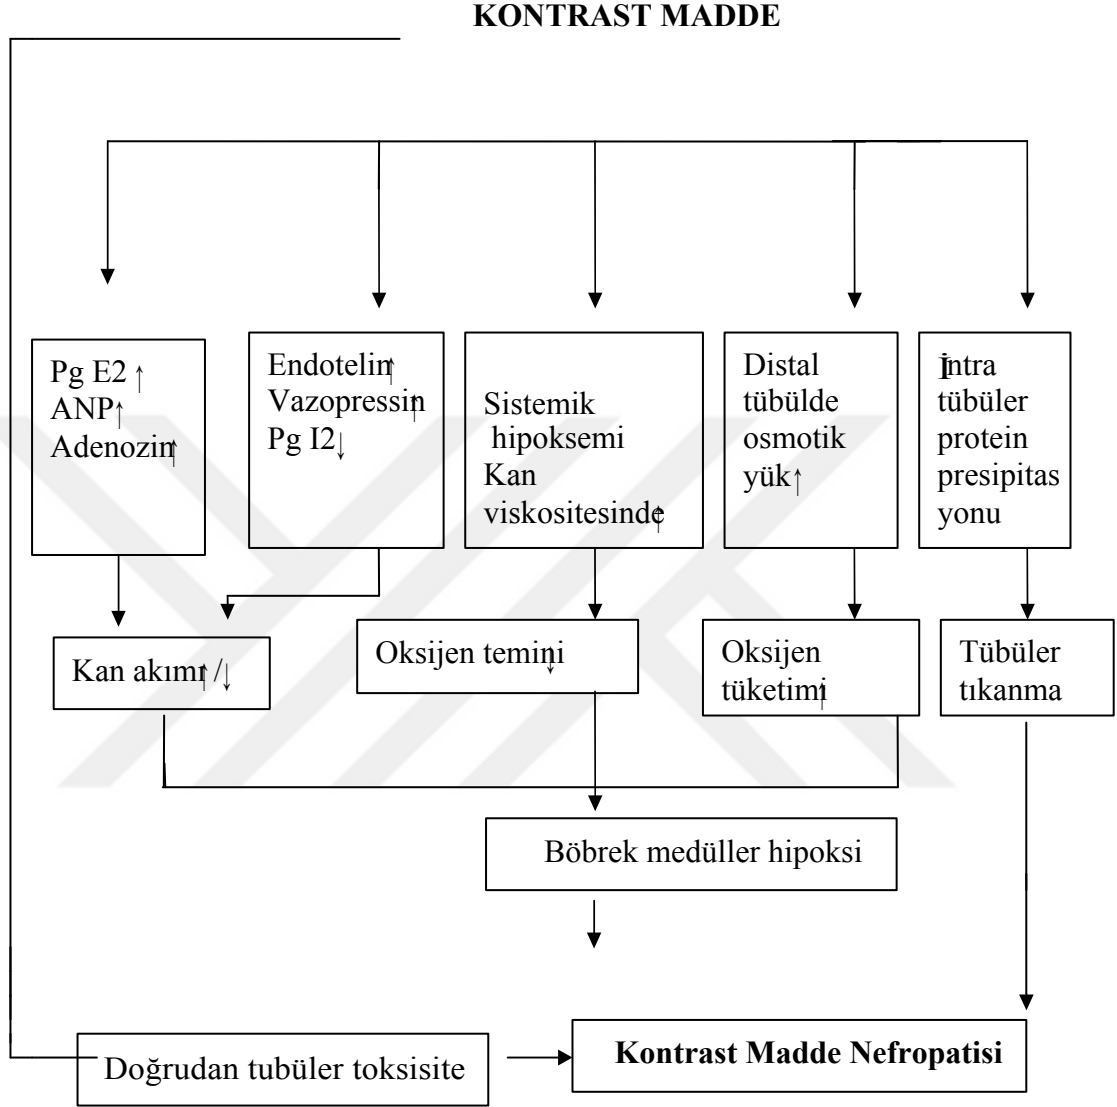 KONTRAST MADDE
Pg E2 ↑
ANP↑
Adenozin↑
Endotelin↑
Vazopressin↑
Pg I2↓
Sistemik
hipoksemi
Kan
viskositesinde↑
Distal
tübülde
osmotik
yük↑
İntra
tübüler
protein
presipitas
yonu
Kan akımı↑/↓
Oksijen temini↓
Oksijen
tüketimi↑
Tübüler
tıkanma
Böbrek medüller hipoksi
Doğrudan tubüler toksisite
Kontrast Madde Nefropatisi